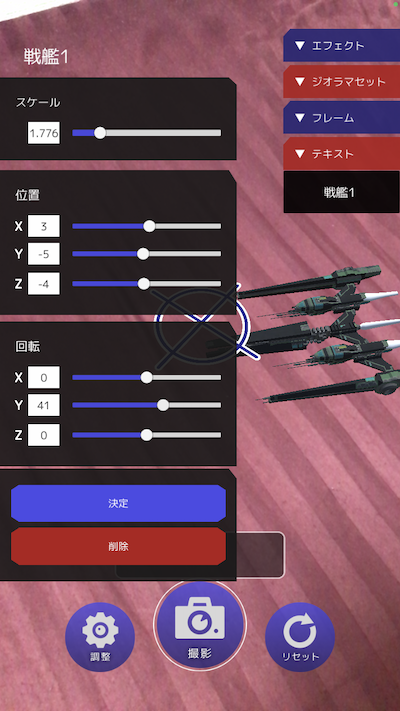 戦艦1
スケール
1.776
位置
X 3
Y -5
Z -4
回転
X 0
Y 41
Z 0
決定
削除
▼ エフェクト
▼ ジオラマセット
▼ フレーム
▼ テキスト
戦艦1
調整
撮影
リセット